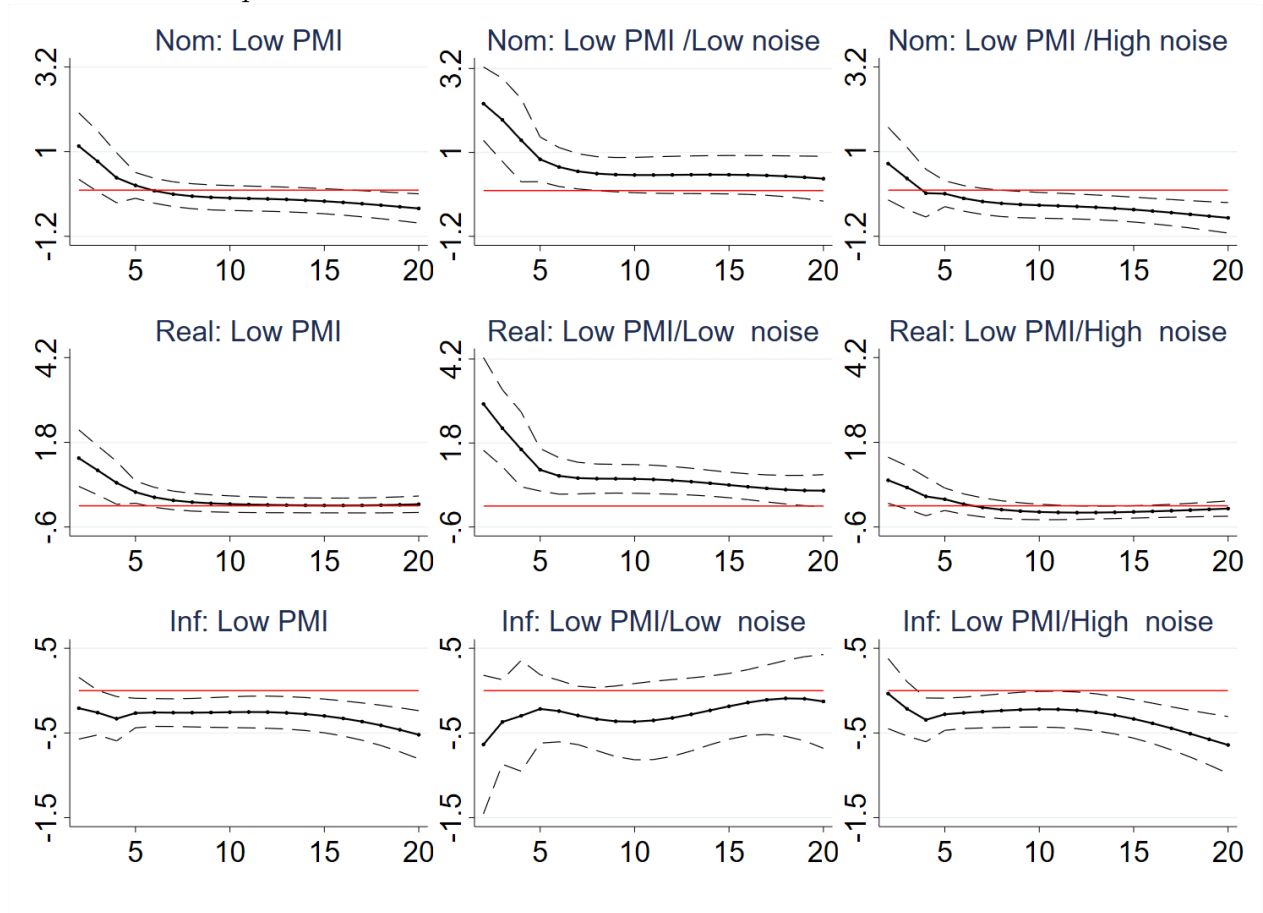 Nom: Low PMI
Nom: Low PMI /Low noise
Nom: Low PMI /High noise
3.2
1
-1.2
5 10 15 20
3.2
1
-1.2
5 10 15 20
3.2
1
-1.2
5 10 15 20
Real: Low PMI
Real: Low PMI/Low noise
Real: Low PMI/High noise
4.2
1.8
-.6
5 10 15 20
4.2
1.8
-.6
5 10 15 20
4.2
1.8
-.6
5 10 15 20
Inf: Low PMI
Inf: Low PMI/Low noise
Inf: Low PMI/High noise
.5
-.5
-1.5
5 10 15 20
.5
-.5
-1.5
5 10 15 20
.5
-.5
-1.5
5 10 15 20